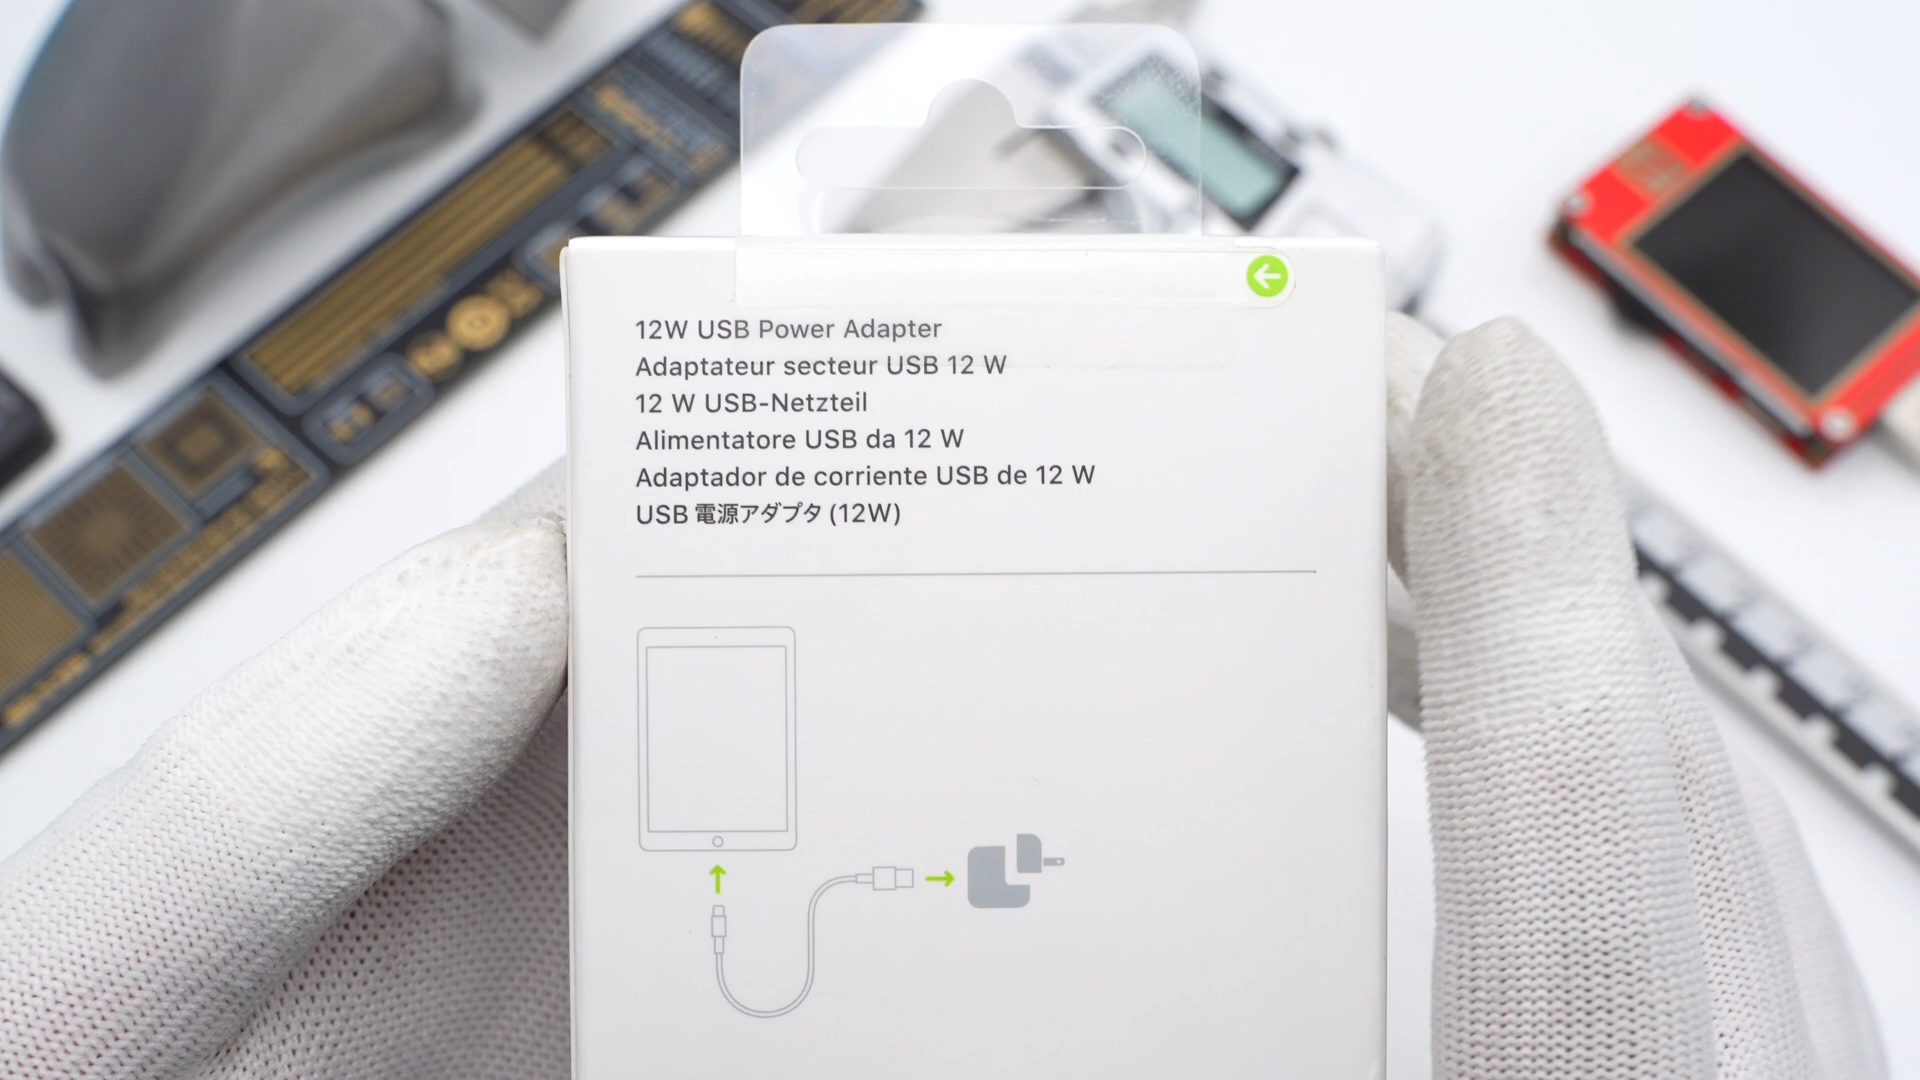 12W USB Power Adapter
Adaptateur secteur USB 12 W
12 W USB-Netzteil
Alimentatore USB da 12 W
Adaptador de corriente USB de 12 W
USB 電源アダプタ (12W)